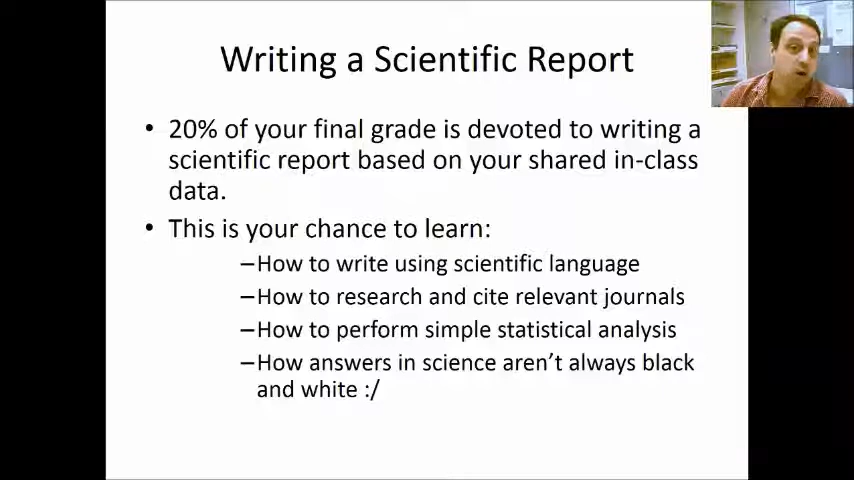 Writing a Scientific Report
• 20% of your final grade is devoted to writing a
scientific report based on your shared in-class
data.
• This is your chance to learn:
–How to write using scientific language
–How to research and cite relevant journals
–How to perform simple statistical analysis
–How answers in science aren’t always black
and white :/